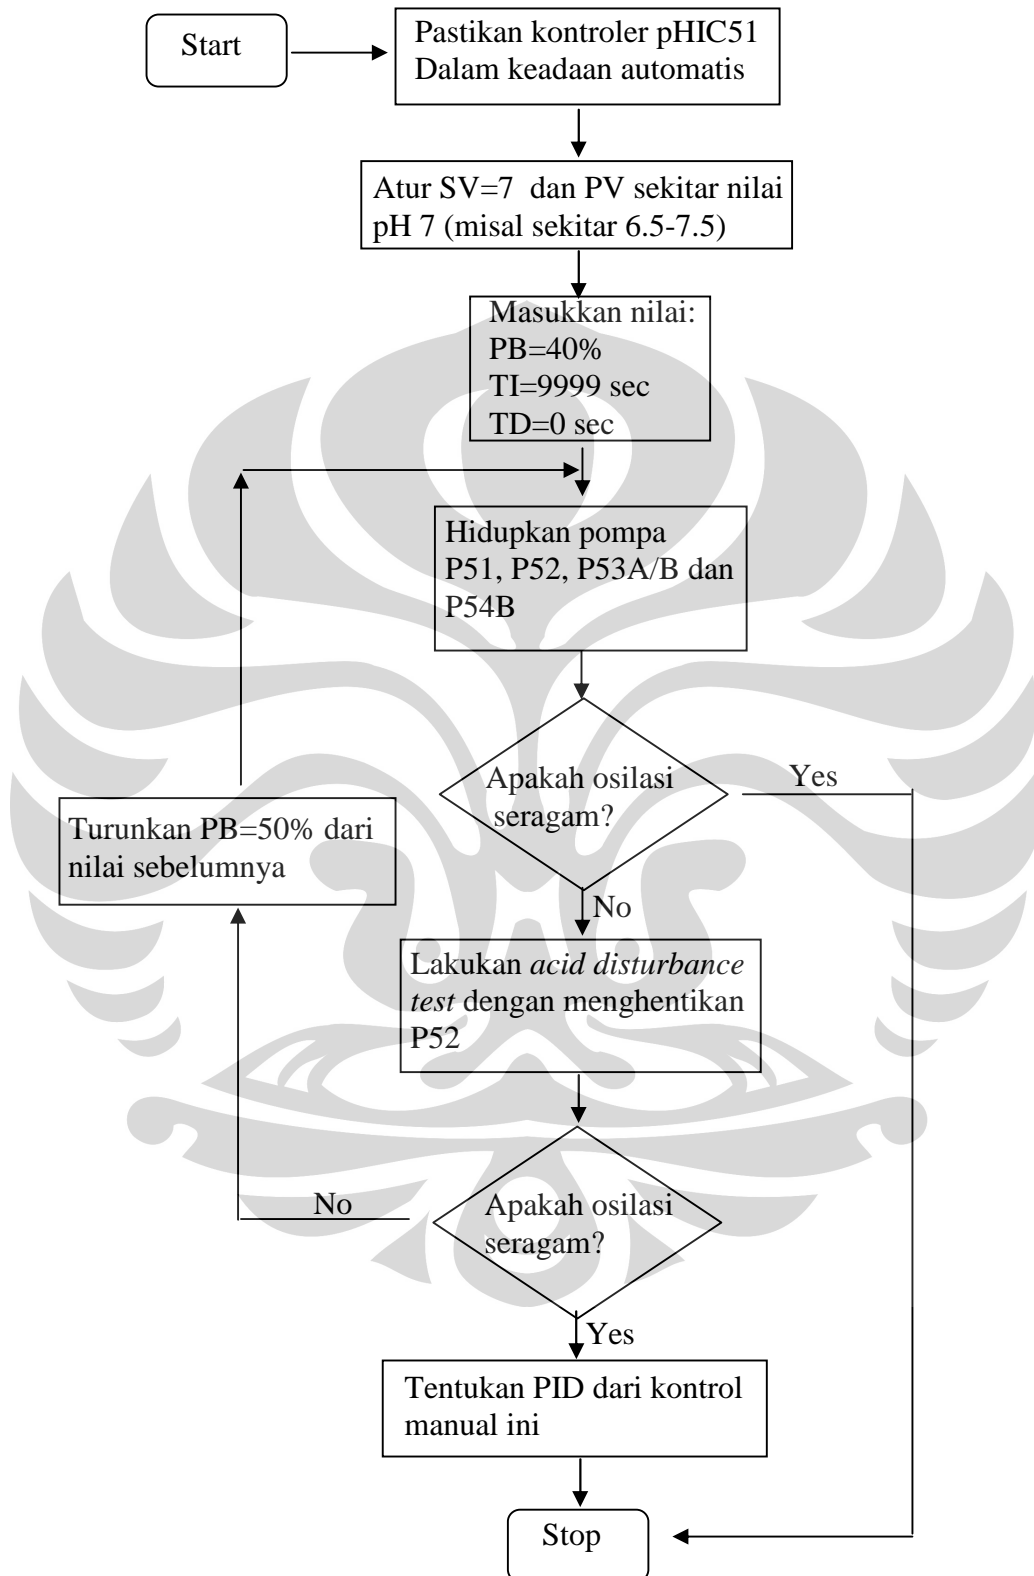 Start
Pastikan kontroler pHIC51
Dalam keadaan automatis
Atur SV=7 dan PV sekitar nilai
pH 7 (misal sekitar 6.5-7.5)
Masukkan nilai:
PB=40%
TI=9999 sec
TD=0 sec
Hidupkan pompa
P51, P52, P53A/B dan
P54B
Apakah osilasi
seragam?
Yes
Turunkan PB=50% dari
nilai sebelumnya
No
Lakukan acid disturbance
test dengan menghentikan
P52
Apakah osilasi
seragam?
No
Yes
Tentukan PID dari kontrol
manual ini
Stop